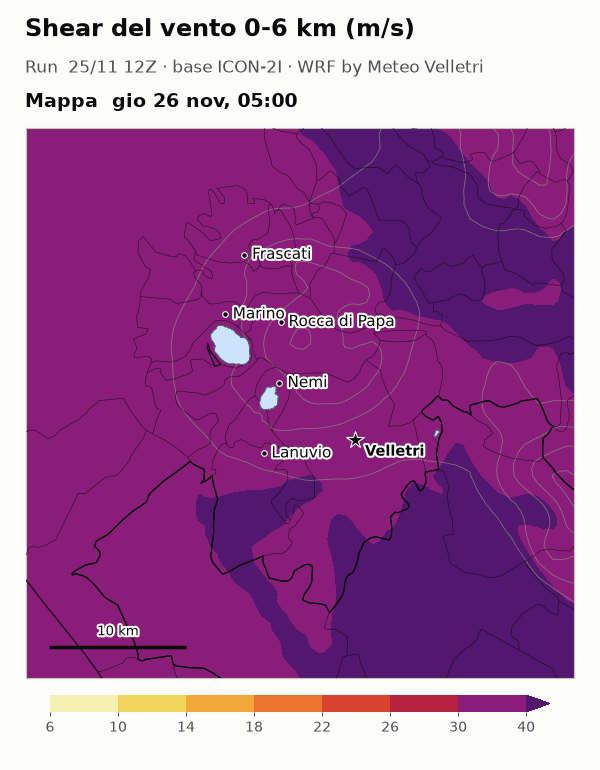 Shear del vento 0-6 km (m/s)
Run  25/11 12Z · base ICON-2I · WRF by Meteo Velletri
Mappa  gio 26 nov, 05:00
Frascati
Marino
Rocca di Papa
Nemi
Velletri
Lanuvio
10 km
6 10 14 18 22 26 30 40